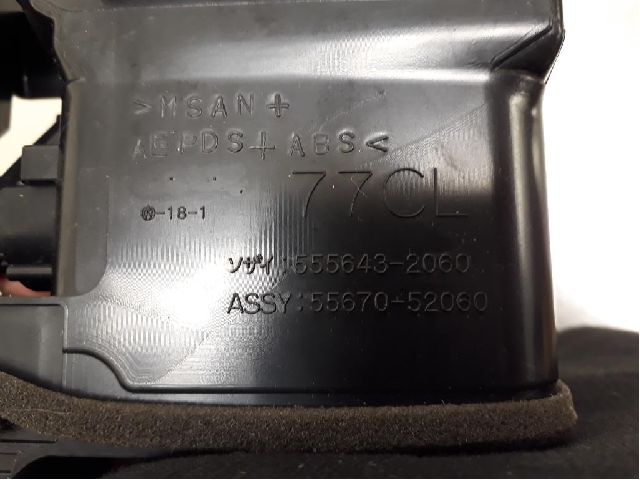 >MSAN+
AEPDS+ABS<
77CL
-18-1
ソザイ:555643-2060
ASSY:55670-52060